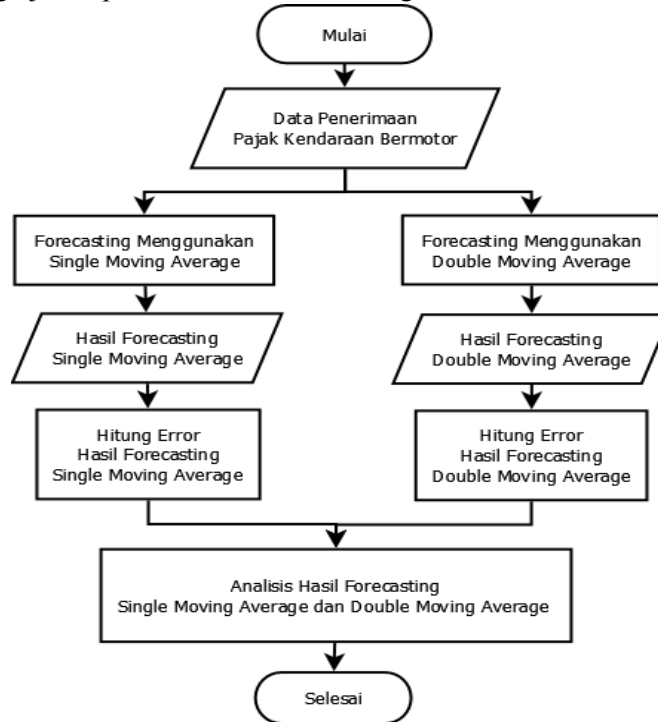 Mulai
Data Penerimaan
Pajak Kendaraan Bermotor
Forecasting Menggunakan
Single Moving Average
Forecasting Menggunakan
Double Moving Average
Hasil Forecasting
Single Moving Average
Hasil Forecasting
Double Moving Average
Hitung Error
Hasil Forecasting
Single Moving Average
Hitung Error
Hasil Forecasting
Double Moving Average
Analisis Hasil Forecasting
Single Moving Average dan Double Moving Average
Selesai